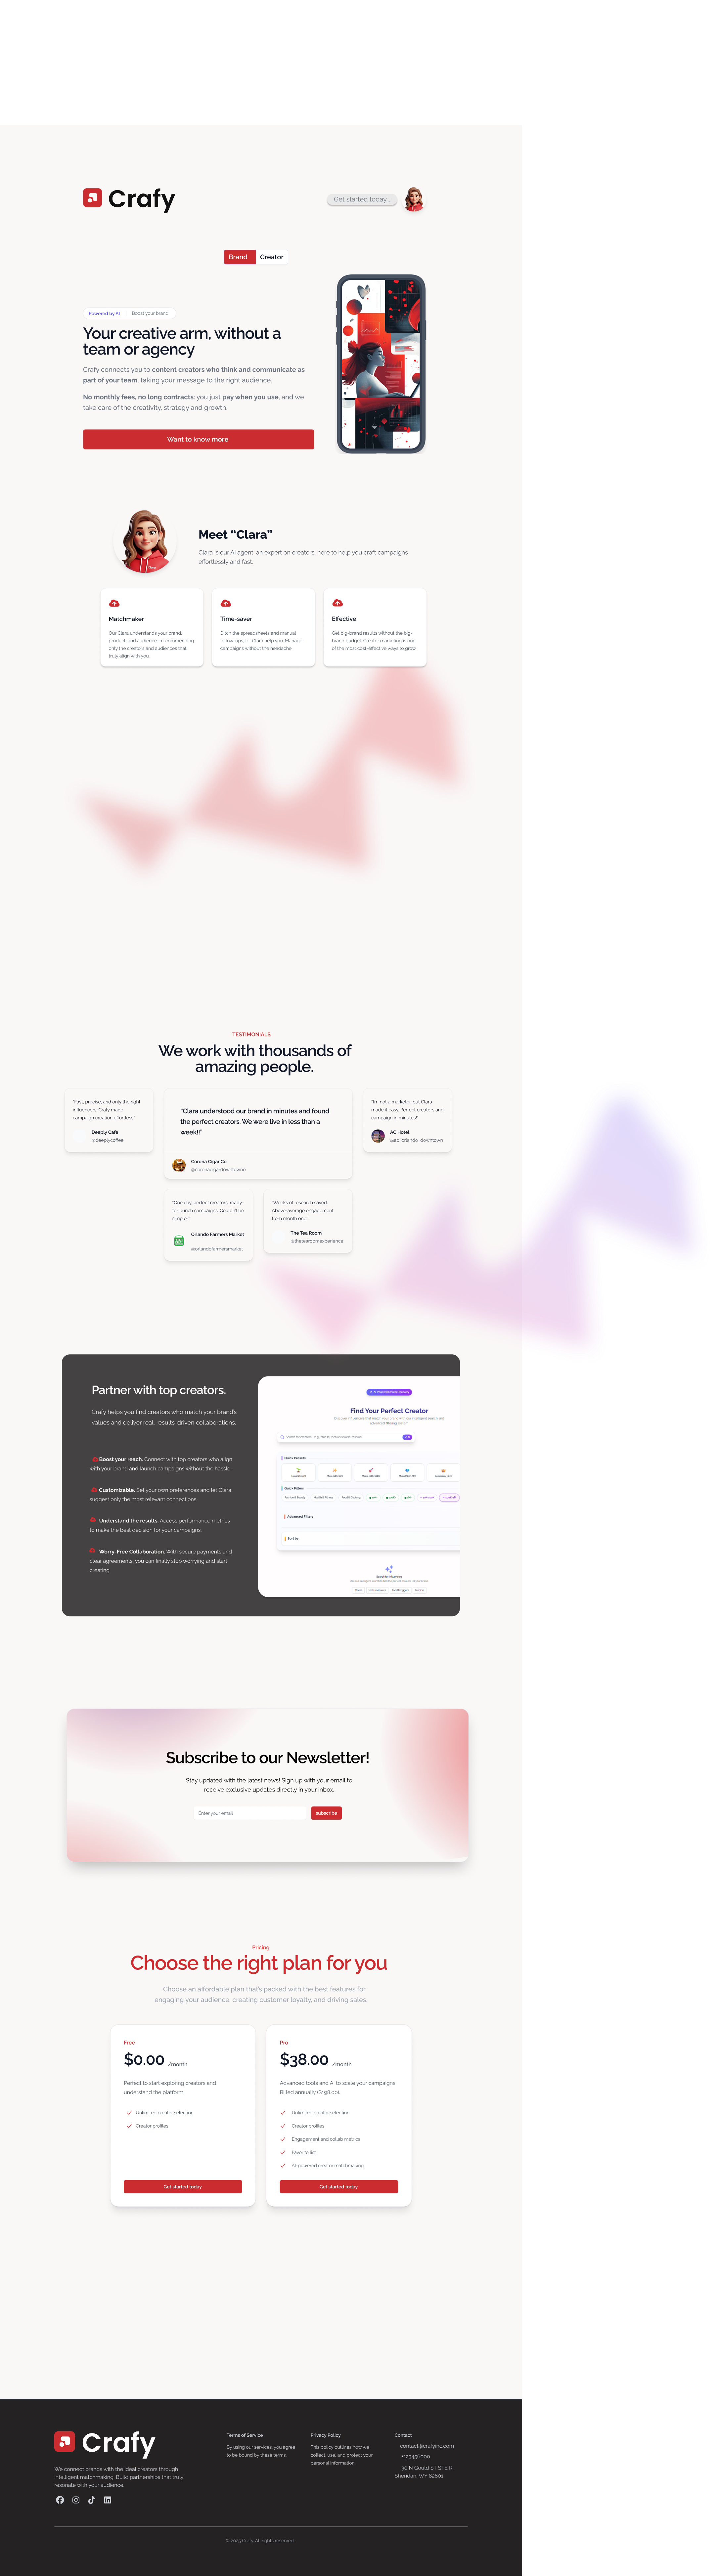 Crafy
Get started today...
Brand Creator
Powered by AI Boost your brand
Your creative arm, without a
team or agency
Crafy connects you to content creators who think and communicate as
part of your team, taking your message to the right audience.
No monthly fees, no long contracts: you just pay when you use, and we
take care of the creativity, strategy and growth.
Want to know more
Meet “Clara”
Clara is our AI agent, an expert on creators, here to help you craft campaigns
effortlessly and fast.
Matchmaker
Our Clara understands your brand,
product, and audience—recommending
only the creators and audiences that
truly align with you.
Time-saver
Ditch the spreadsheets and manual
follow-ups, let Clara help you. Manage
campaigns without the headache.
Effective
Get big-brand results without the big-
brand budget. Creator marketing is one
of the most cost-effective ways to grow
TESTIMONIALS
We work with thousands of
amazing people.
“Fast, precise, and only the right
influencers. Crafy made
campaign creation effortless.”
Deeply Cafe
@deeplycoffee
“Clara understood our brand in minutes and found
the perfect creators. We were live in less than a
week!!”
Corona Cigar Co.
@coronacigardowntowno
“I’m not a marketer, but Clara
made it easy. Perfect creators and
campaign in minutes!”
AC Hotel
@ac_orlando_downtown
“One day, perfect creators, ready-
to-launch campaigns. Couldn’t be
simpler.”
Orlando Farmers Market
@orlandofarmersmarket
“Weeks of research saved.
Above-average engagement
from month one.”
The Tea Room
@thetearoomexperience
Partner with top creators.
Crafy helps you find creators who match your brand’s
values and deliver real, results-driven collaborations.
Boost your reach. Connect with top creators who align
with your brand and launch campaigns without the hassle.
Customizable. Set your own preferences and let Clara
suggest only the most relevant connections.
Understand the results. Access performance metrics
to make the best decision for your campaigns.
Worry-Free Collaboration. With secure payments and
clear agreements, you can finally stop worrying and start
creating.
Find Your Perfect Creator
Quick Presets
Quick Filters
Advanced Filters
Sort by
Subscribe to our Newsletter!
Stay updated with the latest news! Sign up with your email to
receive exclusive updates directly in your inbox.
Enter your email
subscribe
Pricing
Choose the right plan for you
Choose an affordable plan that’s packed with the best features for
engaging your audience, creating customer loyalty, and driving sales.
Free
$0.00 /month
Perfect to start exploring creators and
understand the platform
Unlimited creator selection
Creator profiles
Get started today
Pro
$38.00 /month
Advanced tools and AI to scale your campaigns.
Billed annually ($198.00).
Unlimited creator selection
Creator profiles
Engagement and collab metrics
Favorite list
AI-powered creator matchmaking
Get started today
Crafy
We connect brands with the ideal creators through
intelligent matchmaking. Build partnerships that truly
resonate with your audience.
Terms of Service
By using our services, you agree
to be bound by these terms.
Privacy Policy
This policy outlines how we
collect, use, and protect your
personal information.
Contact
contact@crafyinc.com
+123456000
30 N Gould ST STE R,
Sheridan, WY 82801
© 2025 Crafy. All rights reserved.